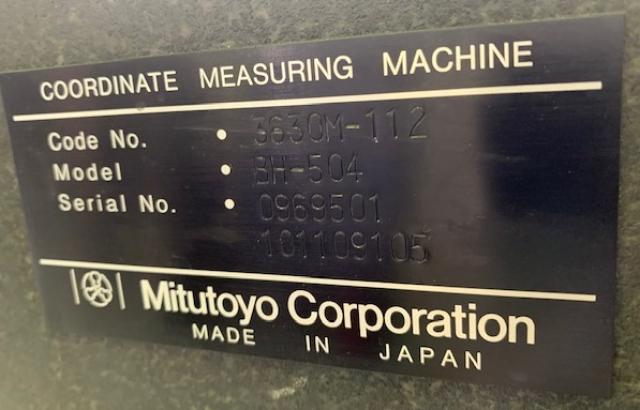 COORDINATE MEASURING MACHINE
Code No. • 3630M-112
Model • BH-504
Serial No. • 0969501
101109105
Mitutoyo Corporation
MADE IN JAPAN